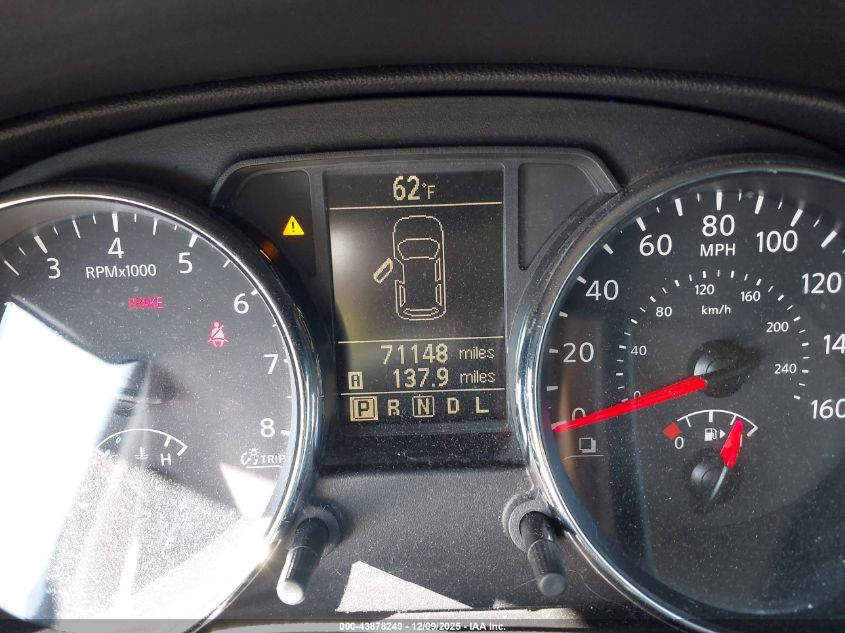 62°F
3 4 5 6 7 8
RPMx1000
BRAKE
H
TRIP
71148 miles
A 137.9 miles
P R N D L
0 20 40 60 80 100 120 14 160
MPH
0 40 80 120 160 200 240
km/h
0
000-43878249 - 12/09/2025 - IAA Inc.